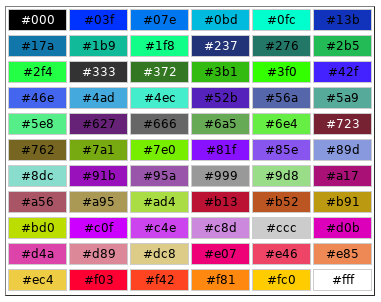 #000 #03f #07e #0bd #0fc #13b
#17a #1b9 #1f8 #237 #276 #2b5
#2f4 #333 #372 #3b1 #3f0 #42f
#46e #4ad #4ec #52b #56a #5a9
#5e8 #627 #666 #6a5 #6e4 #723
#762 #7a1 #7e0 #81f #85e #89d
#8dc #91b #95a #999 #9d8 #a17
#a56 #a95 #ad4 #b13 #b52 #b91
#bd0 #c0f #c4e #c8d #ccc #d0b
#d4a #d89 #dc8 #e07 #e46 #e85
#ec4 #f03 #f42 #f81 #fc0 #fff